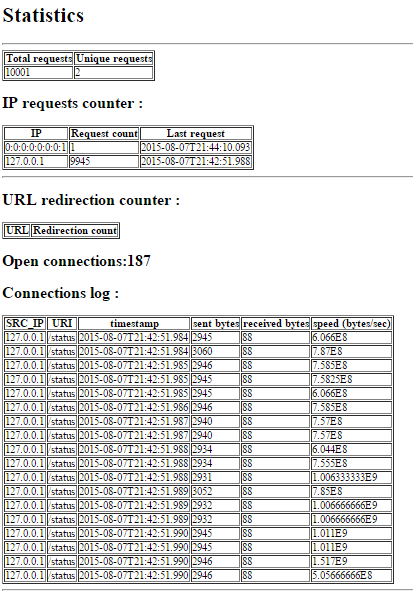 Statistics
Total requests Unique requests
10001 2
IP requests counter :
IP Request count Last request
0:0:0:0:0:0:0:1 1 2015-08-07T21:44:10.093
127.0.0.1 9945 2015-08-07T21:42:51.988
URL redirection counter :
URL Redirection count
Open connections:187
Connections log :
SRC_IP URI timestamp sent bytes received bytes speed (bytes/sec)
127.0.0.1 /status 2015-08-07T21:42:51.984 2945 88 6.066E8
127.0.0.1 /status 2015-08-07T21:42:51.984 3060 88 7.87E8
127.0.0.1 /status 2015-08-07T21:42:51.985 2946 88 7.585E8
127.0.0.1 /status 2015-08-07T21:42:51.985 2945 88 7.5825E8
127.0.0.1 /status 2015-08-07T21:42:51.985 2945 88 6.066E8
127.0.0.1 /status 2015-08-07T21:42:51.986 2946 88 7.585E8
127.0.0.1 /status 2015-08-07T21:42:51.987 2940 88 7.57E8
127.0.0.1 /status 2015-08-07T21:42:51.987 2940 88 7.57E8
127.0.0.1 /status 2015-08-07T21:42:51.988 2934 88 6.044E8
127.0.0.1 /status 2015-08-07T21:42:51.988 2934 88 7.555E8
127.0.0.1 /status 2015-08-07T21:42:51.988 2931 88 1.006333333E9
127.0.0.1 /status 2015-08-07T21:42:51.989 3052 88 7.85E8
127.0.0.1 /status 2015-08-07T21:42:51.989 2932 88 1.006666666E9
127.0.0.1 /status 2015-08-07T21:42:51.989 2932 88 1.006666666E9
127.0.0.1 /status 2015-08-07T21:42:51.990 2945 88 1.011E9
127.0.0.1 /status 2015-08-07T21:42:51.990 2945 88 1.011E9
127.0.0.1 /status 2015-08-07T21:42:51.990 2946 88 1.517E9
127.0.0.1 /status 2015-08-07T21:42:51.990 2946 88 5.05666666E8